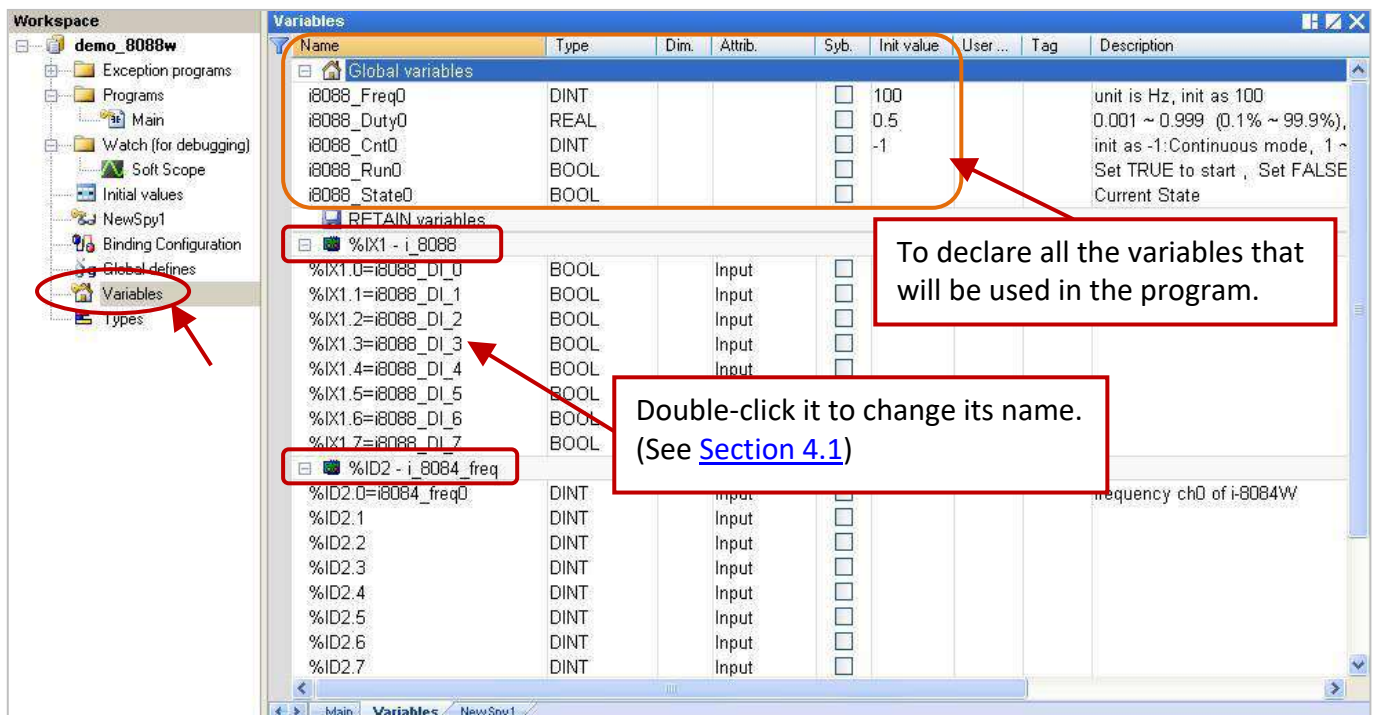 Workspace
demo_8088w
Exception programs
Programs
Main
Watch (for debugging)
Soft Scope
Initial values
NewSpy1
Binding Configuration
Global defines
Variables
Types
Variables
Name Type Dim. Attrib. Syb. Init value User ... Tag Description
Global variables
i8088_Freq0 DINT 100 unit is Hz, init as 100
i8088_Duty0 REAL 0.5 0.001 ~ 0.999 (0.1% ~ 99.9%),
i8088_Cnt0 DINT -1 init as -1:Continuous mode, 1 ~
i8088_Run0 BOOL Set TRUE to start , Set FALSE
i8088_State0 BOOL Current State
RETAIN variables
%IX1 - i_8088
%IX1.0=i8088_DI_0 BOOL Input
%IX1.1=i8088_DI_1 BOOL Input
%IX1.2=i8088_DI_2 BOOL Input
%IX1.3=i8088_DI_3 BOOL Input
%IX1.4=i8088_DI_4 BOOL Input
%IX1.5=i8088_DI_5 BOOL
%IX1.6=i8088_DI_6 BOOL
%IX1.7=i8088_DI_7 BOOL
%ID2 - i_8084_freq
%ID2.0=i8084_freq0 DINT Input frequency ch0 of i-8084W
%ID2.1 DINT Input
%ID2.2 DINT Input
%ID2.3 DINT Input
%ID2.4 DINT Input
%ID2.5 DINT Input
%ID2.6 DINT Input
%ID2.7 DINT Input
To declare all the variables that
will be used in the program.
Double-click it to change its name.
(See Section 4.1)
Main Variables NewSpy1